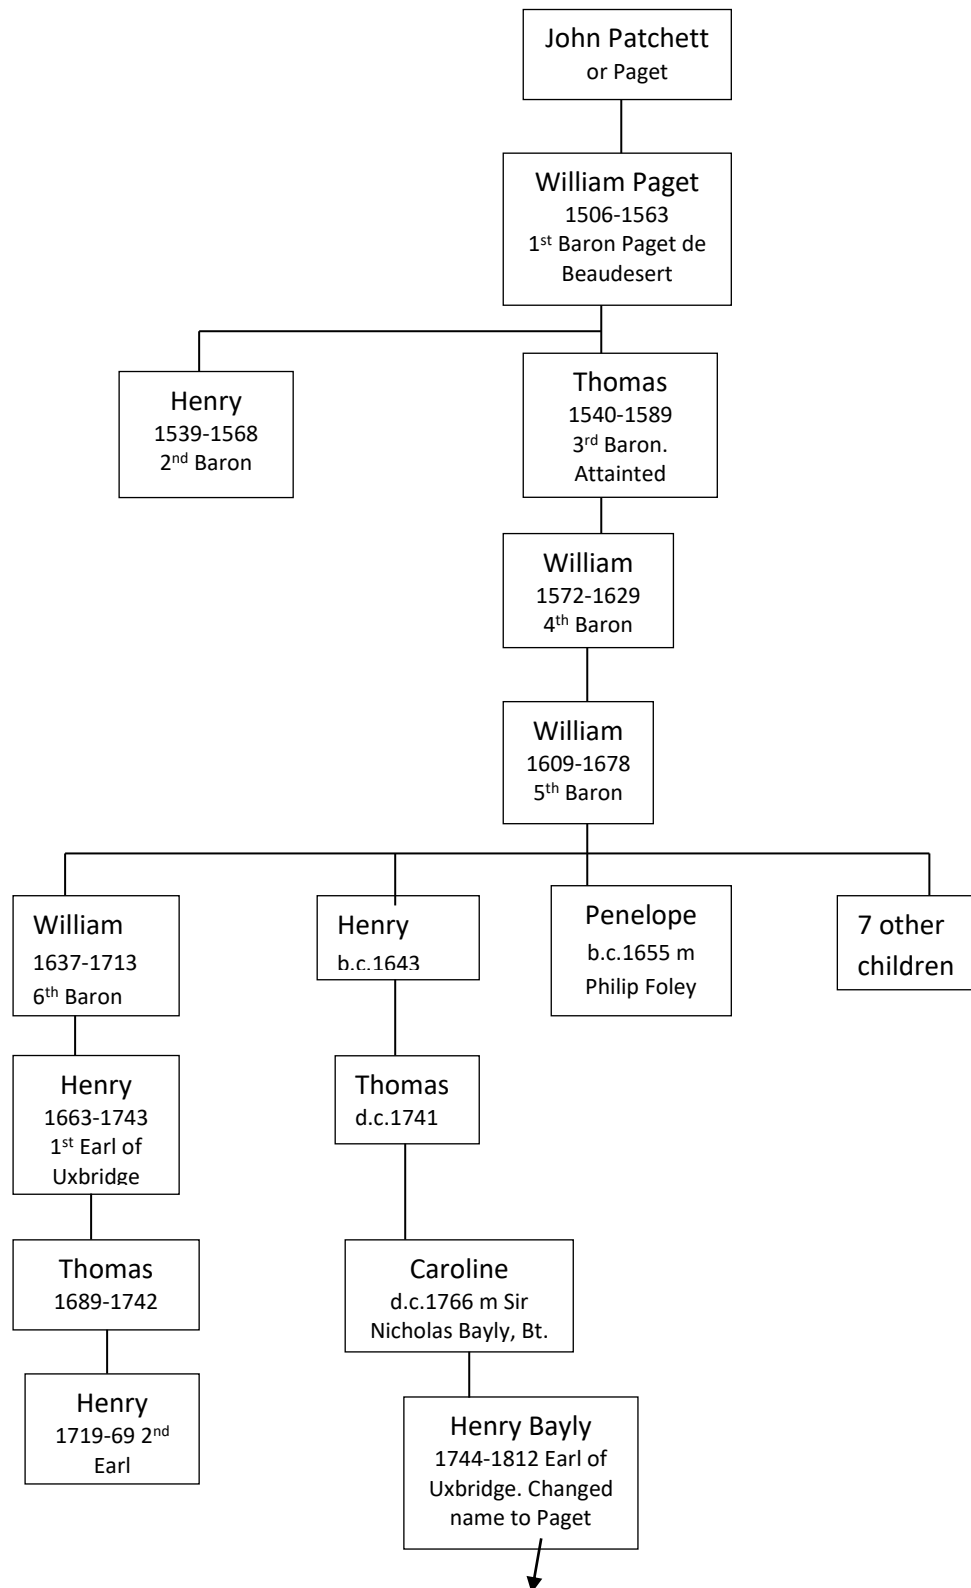 John Patchett
or Paget
William Paget
1506-1563
1st Baron Paget de
Beaudesert
Henry
1539-1568
2nd Baron
Thomas
1540-1589
3rd Baron.
Attainted
William
1572-1629
4th Baron
William
1609-1678
5th Baron
William
1637-1713
6th Baron
Henry
b.c.1643
Penelope
b.c.1655 m
Philip Foley
7 other
children
Henry
1663-1743
1st Earl of
Uxbridge
Thomas
d.c.1741
Thomas
1689-1742
Caroline
d.c.1766 m Sir
Nicholas Bayly, Bt.
Henry
1719-69 2nd
Earl
Henry Bayly
1744-1812 Earl of
Uxbridge. Changed
name to Paget